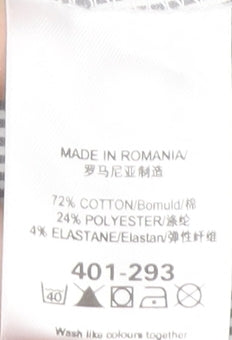 MADE IN ROMANIA/
罗马尼亚制造
72% COTTON/Bomuld/棉
24% POLYESTER/涤纶
4% ELASTANE/Elastan/弹性纤维
401-293
40
Wash like colours together